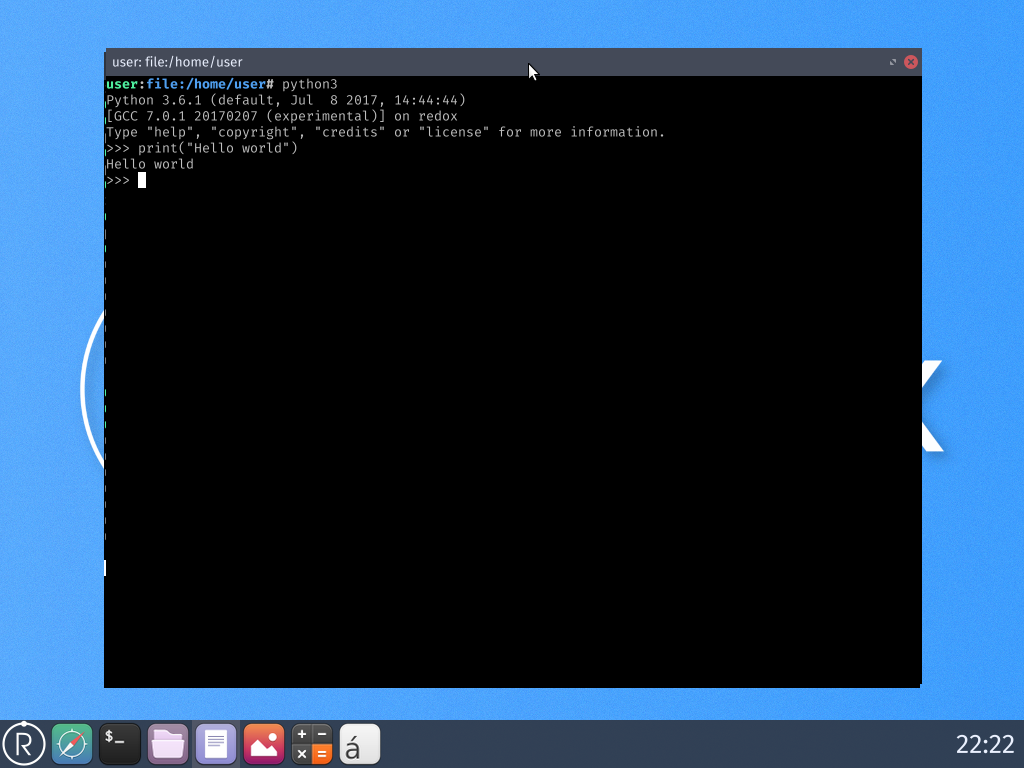 user: file:/home/user
user:file:/home/user# python3
Python 3.6.1 (default, Jul  8 2017, 14:44:44)
[GCC 7.0.1 20170207 (experimental)] on redox
Type "help", "copyright", "credits" or "license" for more information.
>>> print("Hello world")
Hello world
>>>
x
R
$_
+ −
× =
á
22:22